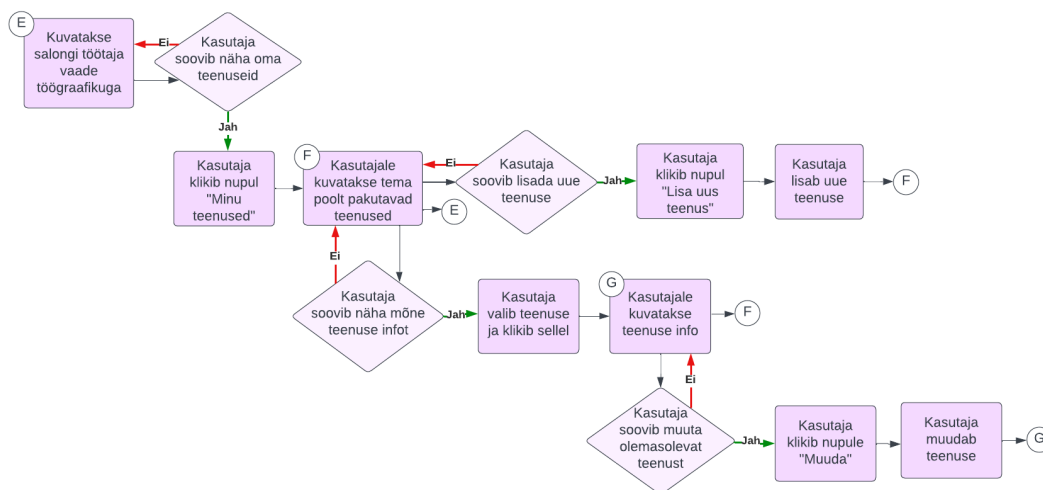 E
Kuvatakse
salongi töötaja
vaade
töögraafikuga
Ei
Kasutaja
soovib näha oma
teenuseid
Jah
Kasutaja
klikib nupul
"Minu
teenused"
F
Kasutajale
kuvatakse tema
poolt pakutavad
teenused
E
Ei
Kasutaja
soovib lisada uue
teenuse
Jah
Kasutaja
klikib nupul
"Lisa uus
teenus"
Kasutaja
lisab uue
teenuse
F
Ei
Kasutaja
soovib näha mõne
teenuse infot
Jah
Kasutaja
valib teenuse
ja klikib sellel
G
Kasutajale
kuvatakse
teenuse info
F
Ei
Kasutaja
soovib muuta
olemasolevat
teenust
Jah
Kasutaja
klikib nupule
"Muuda"
Kasutaja
muudab
teenuse
G